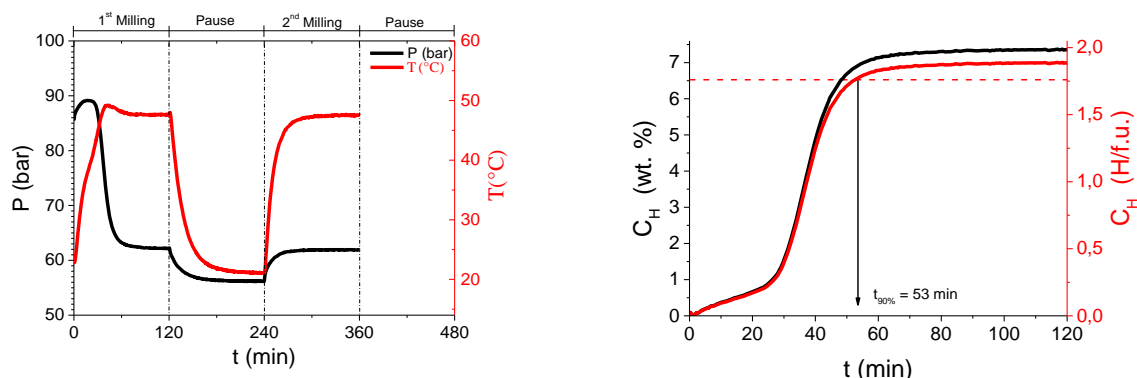 1st Milling Pause 2nd Milling Pause
100
90
80
70
60
50
P (bar)
60
50
40
30
20
T(°C)
P (bar)
T(°C)
0 120 240 360 480
t (min)
7
6
5
4
3
2
1
0
C_H (wt. %)
2,0
1,5
1,0
0,5
0,0
C_H (H/f.u.)
t90% = 53 min
0 20 40 60 80 100 120
t (min)